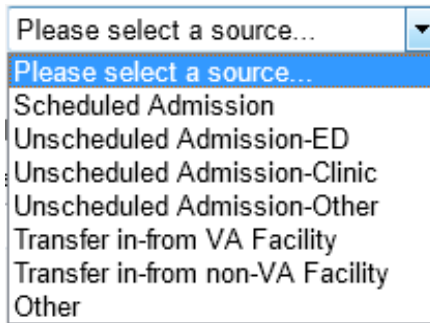 Please select a source...
Please select a source...
Scheduled Admission
Unscheduled Admission-ED
Unscheduled Admission-Clinic
Unscheduled Admission-Other
Transfer in-from VA Facility
Transfer in-from non-VA Facility
Other